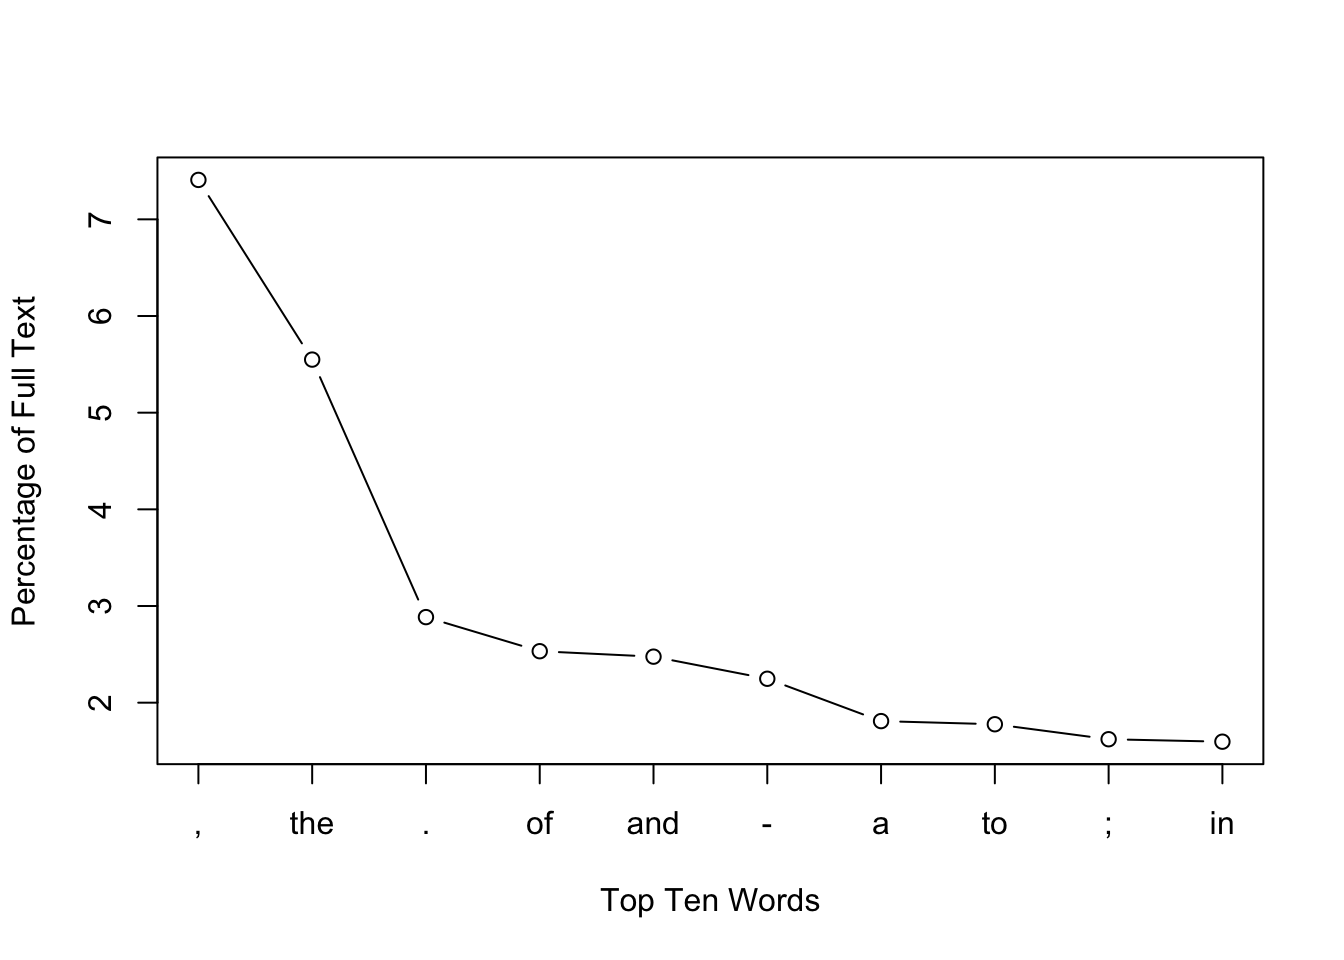 Percentage of Full Text
7
6
5
4
3
2
, the . of and - a to ; in
Top Ten Words